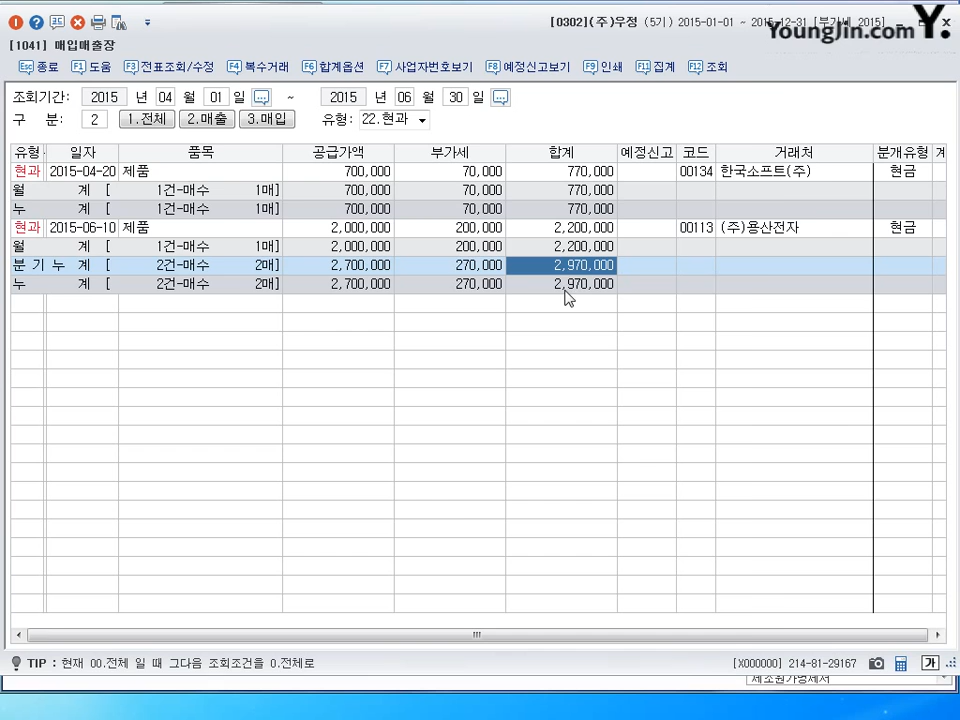 [0302](주)우정 (5기) 2015-01-01 ~ 2015-12-31 [부가세 2015]
YoungJin.com Y.
[1041] 매입매출장
Esc 종료 F1 도움 F3 전표조회/수정 F4 복수거래 F6 합계옵션 F7 사업자번호보기 F8 예정신고보기 F9 인쇄 F11 집계 F12 조회
조회기간: 2015 년 04 월 01 일 ... ~ 2015 년 06 월 30 일 ...
구 분: 2 1.전체 2.매출 3.매입 유형: 22.현과
유형 일자 품목 공급가액 부가세 합계 예정신고 코드 거래처 분개유형 계
현과 2015-04-20 제품 700,000 70,000 770,000 00134 한국소프트(주) 현금
월 계 [ 1건-매수 1매] 700,000 70,000 770,000
누 계 [ 1건-매수 1매] 700,000 70,000 770,000
현과 2015-06-10 제품 2,000,000 200,000 2,200,000 00113 (주)용산전자 현금
월 계 [ 1건-매수 1매] 2,000,000 200,000 2,200,000
분 기 누 계 [ 2건-매수 2매] 2,700,000 270,000 2,970,000
누 계 [ 2건-매수 2매] 2,700,000 270,000 2,970,000
TIP : 현재 00.전체 일 때 그다음 조회조건을 0.전체로 [X000000] 214-81-29167 가
제조원가명세서